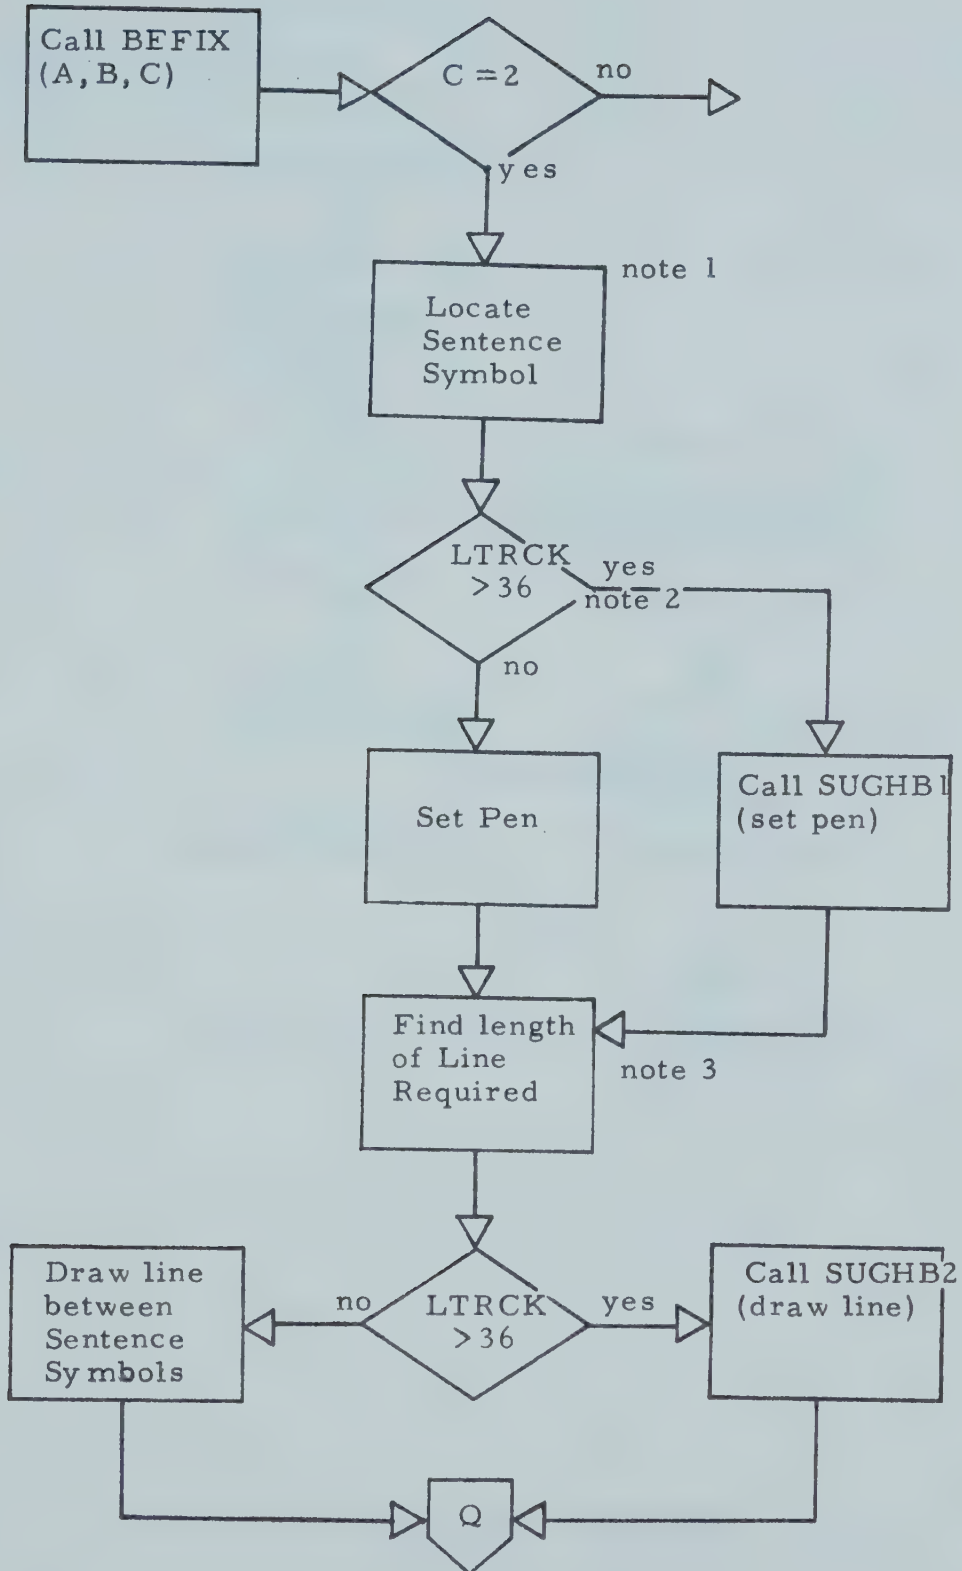 Call BEFIX
(A, B, C)
C = 2
no
yes
note 1
Locate
Sentence
Symbol
LTRCK
>36
yes
note 2
no
Set Pen
Call SUGHB1
(set pen)
Find length
of Line
Required
note 3
Draw line
between
Sentence
Symbols
no
LTRCK
>36
yes
Call SUGHB2
(draw line)
Q